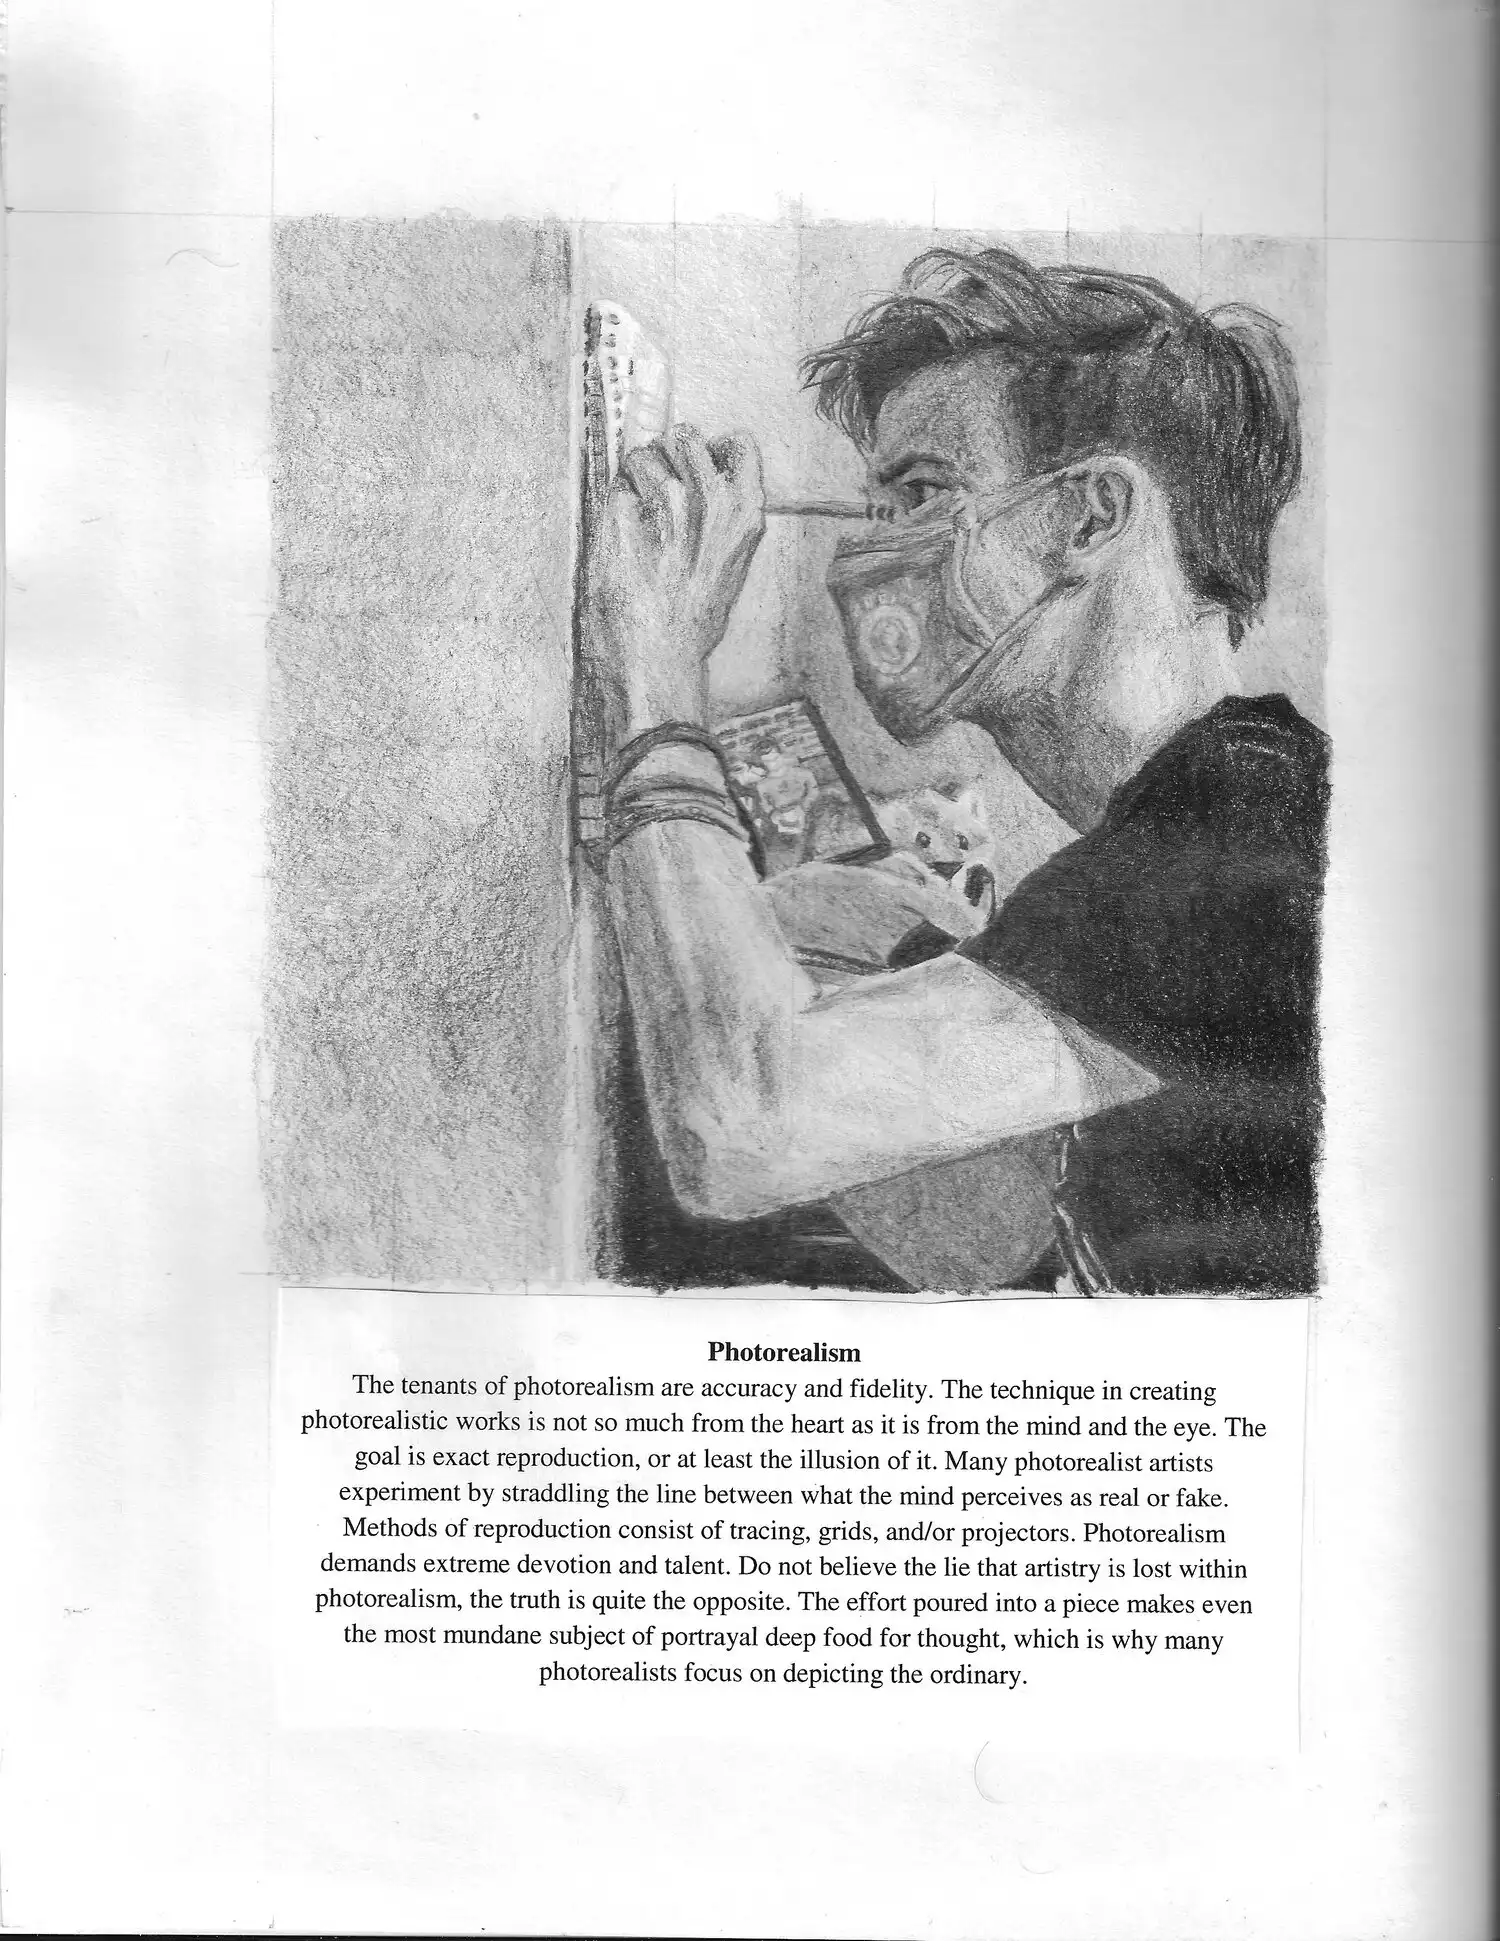 Photorealism
The tenants of photorealism are accuracy and fidelity. The technique in creating
photorealistic works is not so much from the heart as it is from the mind and the eye. The
goal is exact reproduction, or at least the illusion of it. Many photorealist artists
experiment by straddling the line between what the mind perceives as real or fake.
Methods of reproduction consist of tracing, grids, and/or projectors. Photorealism
demands extreme devotion and talent. Do not believe the lie that artistry is lost within
photorealism, the truth is quite the opposite. The effort poured into a piece makes even
the most mundane subject of portrayal deep food for thought, which is why many
photorealists focus on depicting the ordinary.